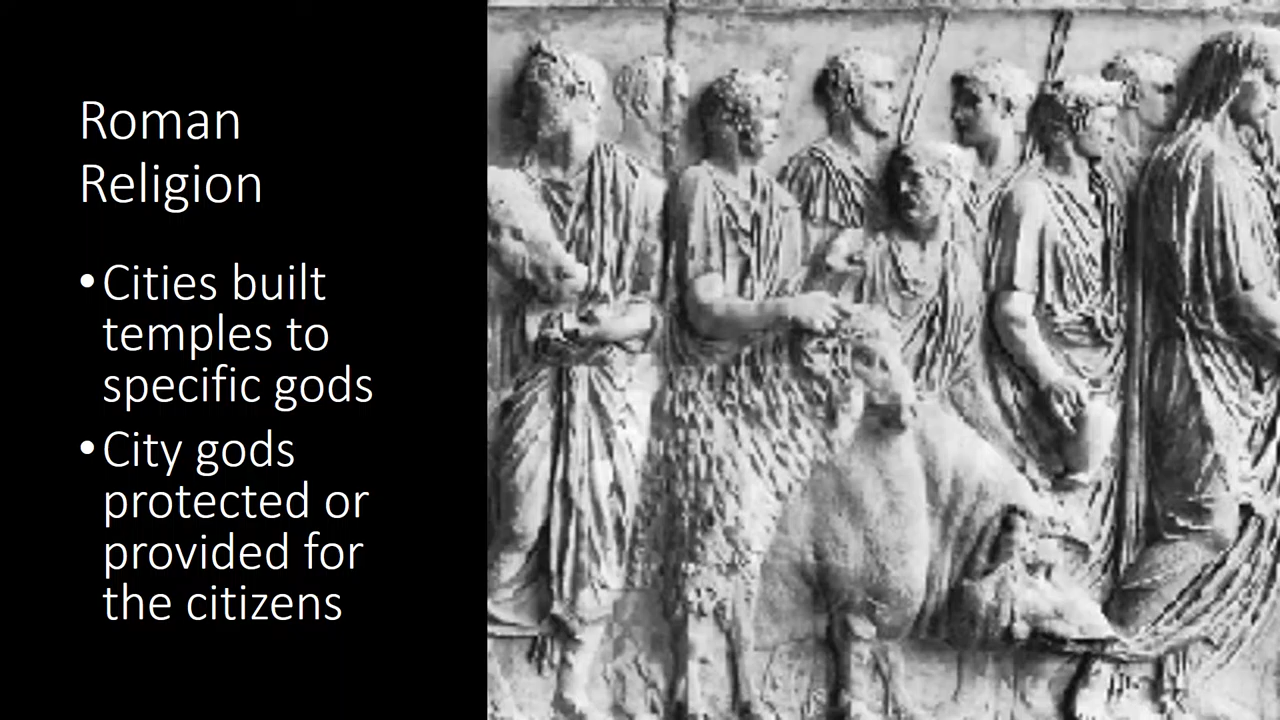 Roman
Religion
•Cities built
temples to
specific gods
•City gods
protected or
provided for
the citizens